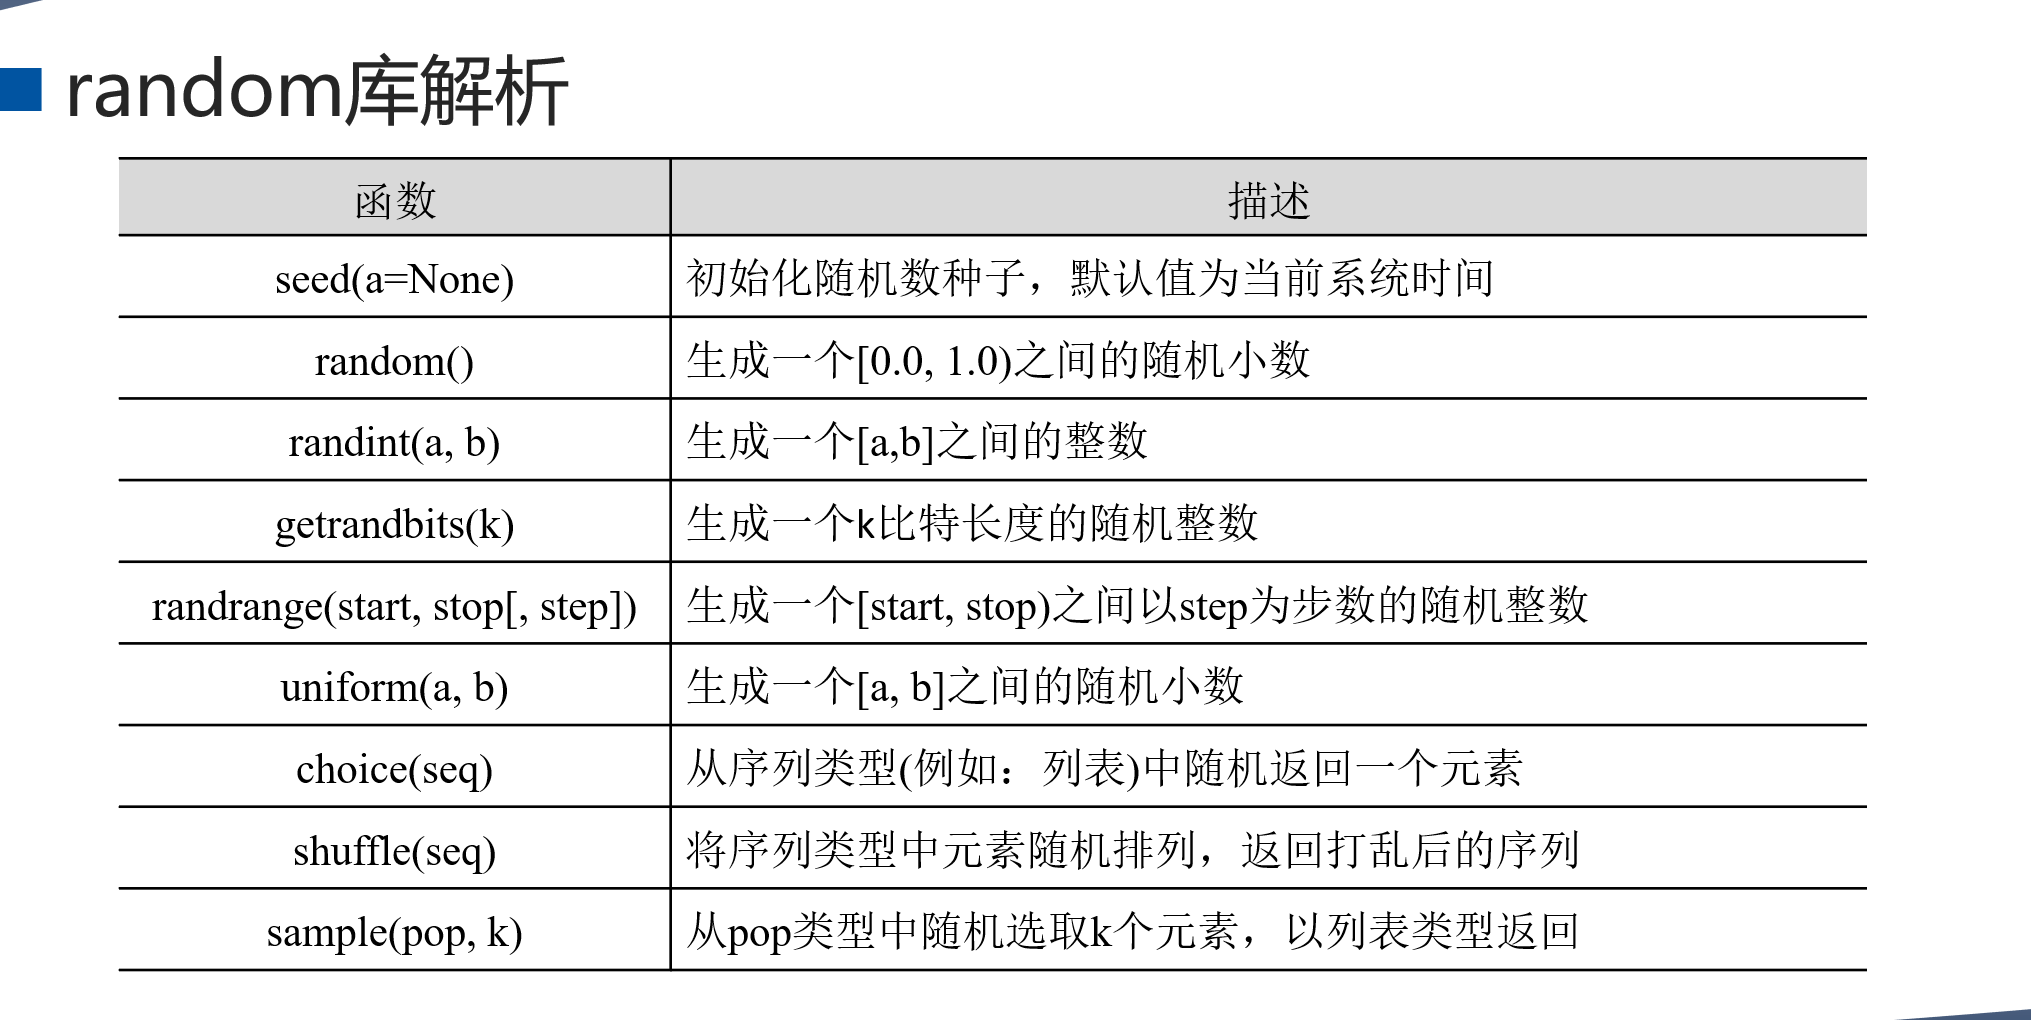 random库解析
函数 描述
seed(a=None) 初始化随机数种子，默认值为当前系统时间
random() 生成一个[0.0, 1.0)之间的随机小数
randint(a, b) 生成一个[a,b]之间的整数
getrandbits(k) 生成一个k比特长度的随机整数
randrange(start, stop[, step]) 生成一个[start, stop)之间以step为步数的随机整数
uniform(a, b) 生成一个[a, b]之间的随机小数
choice(seq) 从序列类型(例如：列表)中随机返回一个元素
shuffle(seq) 将序列类型中元素随机排列，返回打乱后的序列
sample(pop, k) 从pop类型中随机选取k个元素，以列表类型返回